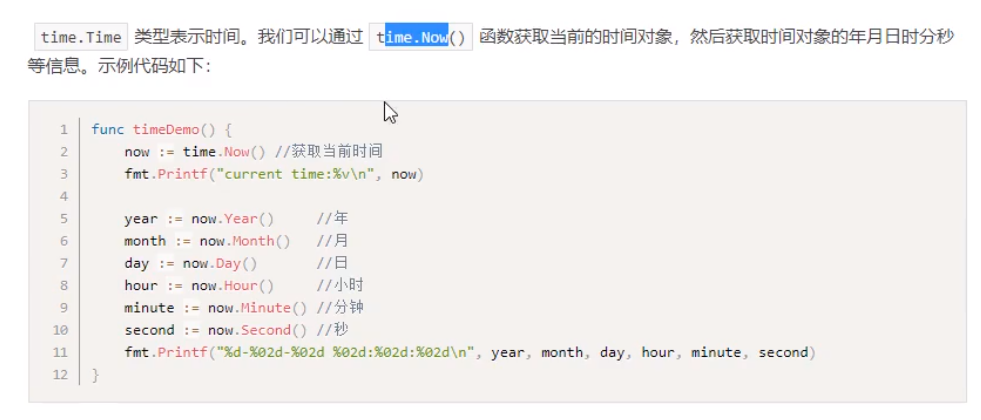 time.Time 类型表示时间。我们可以通过 time.Now() 函数获取当前的时间对象，然后获取时间对象的年月日时分秒
等信息。示例代码如下：
1 func timeDemo() {
2     now := time.Now() //获取当前时间
3     fmt.Printf("current time:%v\n", now)
4
5     year := now.Year()     //年
6     month := now.Month()   //月
7     day := now.Day()       //日
8     hour := now.Hour()     //小时
9     minute := now.Minute() //分钟
10     second := now.Second() //秒
11     fmt.Printf("%d-%02d-%02d %02d:%02d:%02d\n", year, month, day, hour, minute, second)
12 }